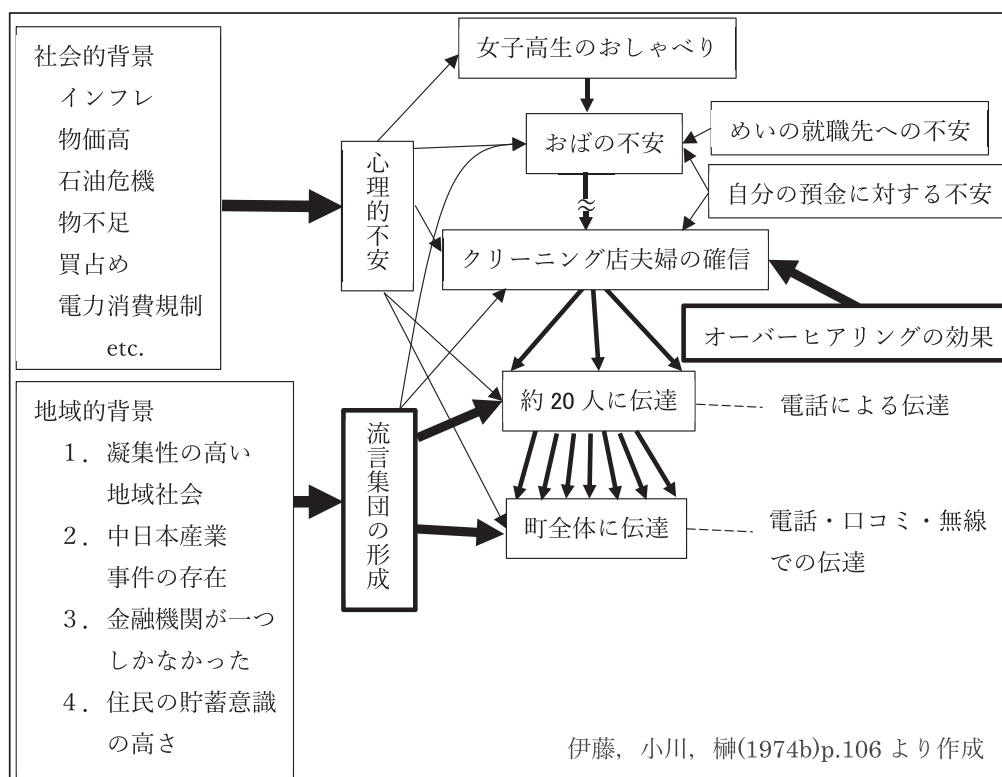 社会的背景
インフレ
物価高
石油危機
物不足
買占め
電力消費規制
etc.
地域的背景
1．凝集性の高い
地域社会
2．中日本産業
事件の存在
3．金融機関が一つ
しかなかった
4．住民の貯蓄意識
の高さ
心理的不安
流言集団の形成
女子高生のおしゃべり
おばの不安
めいの就職先への不安
自分の預金に対する不安
クリーニング店夫婦の確信
オーバーヒアリングの効果
約20人に伝達
電話による伝達
町全体に伝達
電話・口コミ・無線
での伝達
伊藤，小川，榊(1974b)p.106 より作成